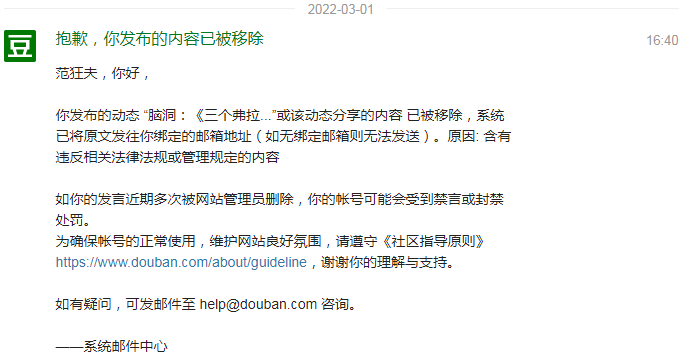 2022-03-01
豆
抱歉，你发布的内容已被移除
16:40
范狂夫，你好，
你发布的动态 “脑洞：《三个弗拉...”或该动态分享的内容 已被移除，系统
已将原文发往你绑定的邮箱地址（如无绑定邮箱则无法发送）。原因: 含有
违反相关法律法规或管理规定的内容
如你的发言近期多次被网站管理员删除，你的帐号可能会受到禁言或封禁
处罚。
为确保帐号的正常使用，维护网站良好氛围，请遵守《社区指导原则》
https://www.douban.com/about/guideline，谢谢你的理解与支持。
如有疑问，可发邮件至 help@douban.com 咨询。
——系统邮件中心